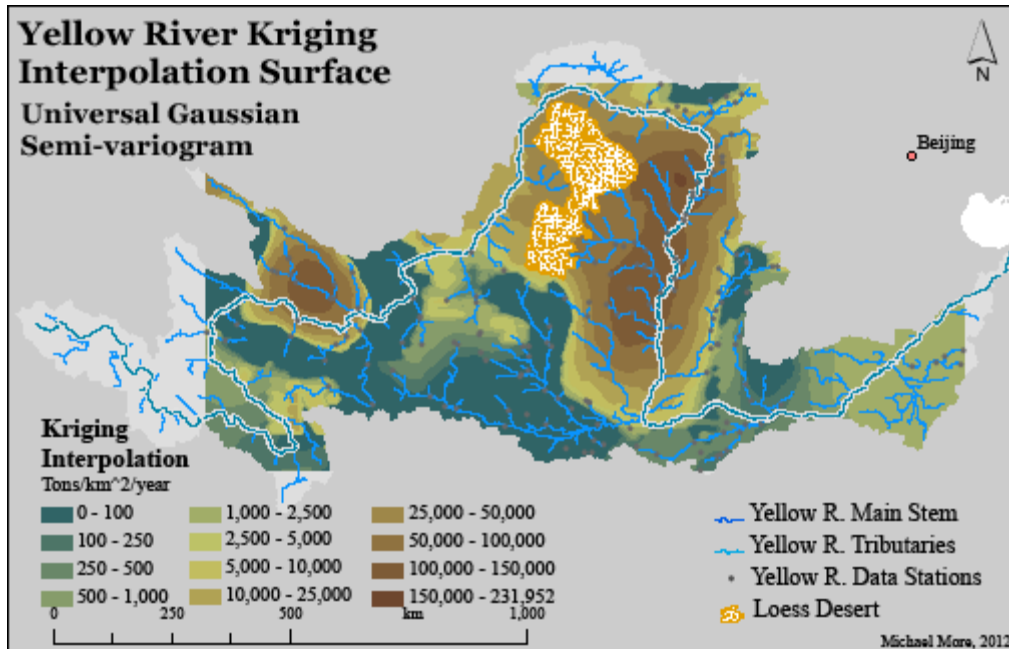 Yellow River Kriging
Interpolation Surface
Universal Gaussian
Semi-variogram
N
Beijing
Kriging
Interpolation
Tons/km^2/year
0 - 100
100 - 250
250 - 500
500 - 1,000
1,000 - 2,500
2,500 - 5,000
5,000 - 10,000
10,000 - 25,000
25,000 - 50,000
50,000 - 100,000
100,000 - 150,000
150,000 - 231,952
0 250 500 km 1,000
Yellow R. Main Stem
Yellow R. Tributaries
Yellow R. Data Stations
Loess Desert
Michael More, 2012